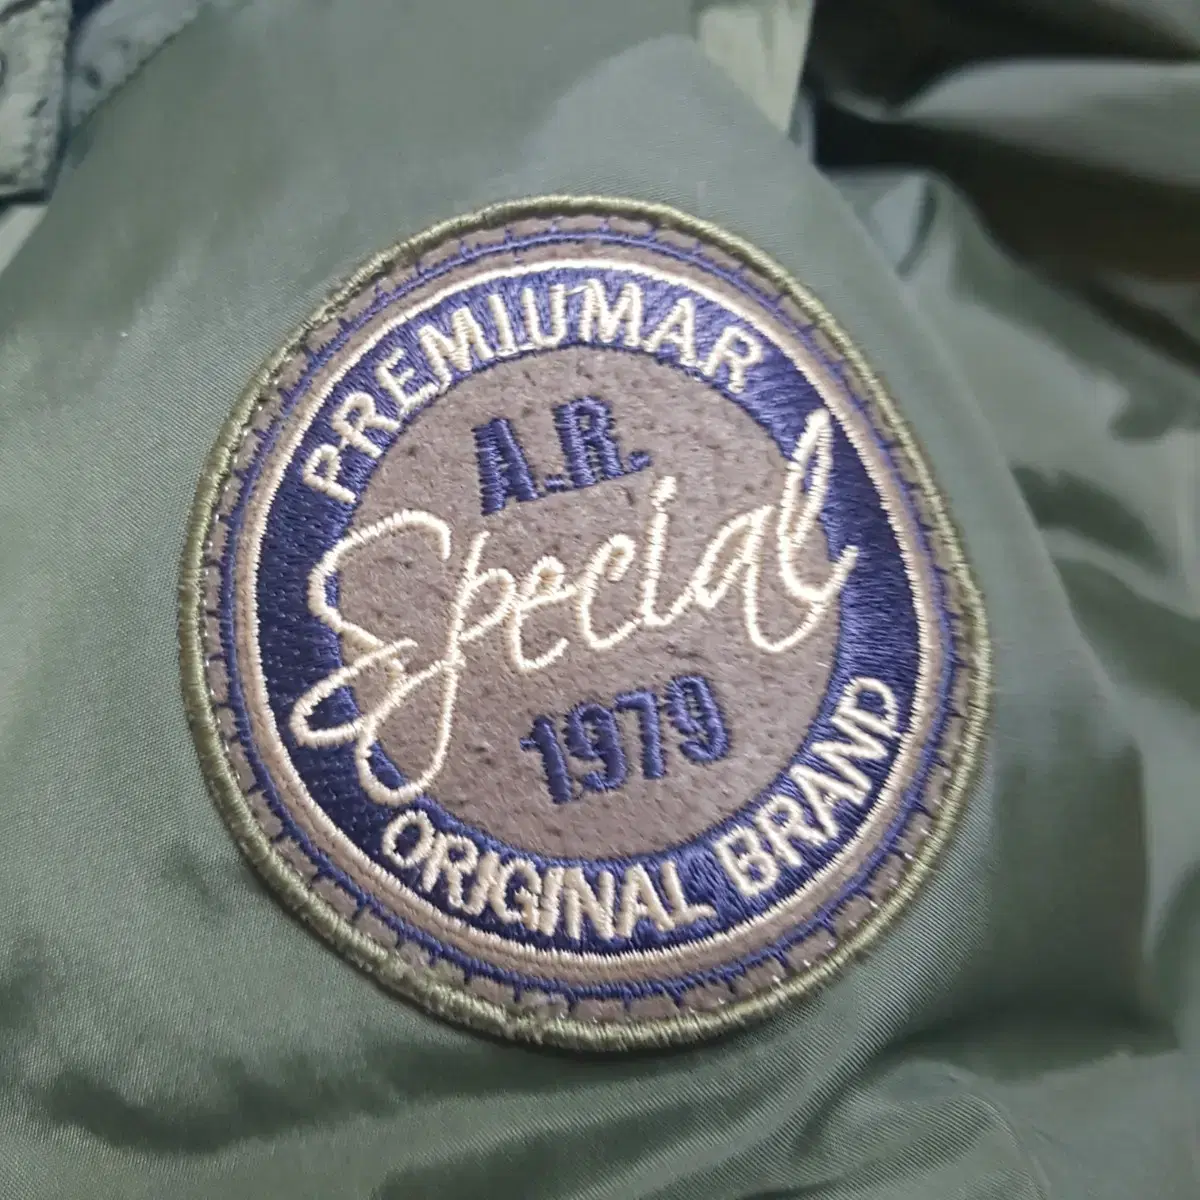 PREMIUMAR
A.R.
Special
1979
ORIGINAL BRAND